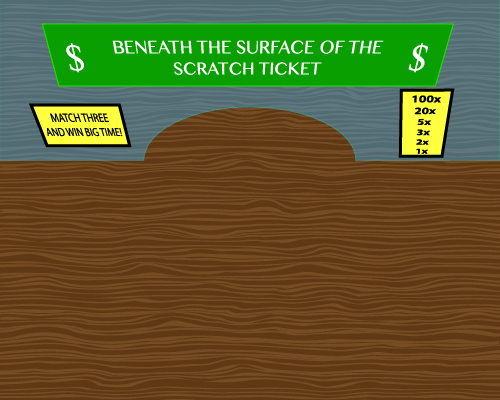 $ BENEATH THE SURFACE OF THE $
SCRATCH TICKET
MATCH THREE
AND WIN BIG TIME!
100x
20x
5x
3x
2x
1x